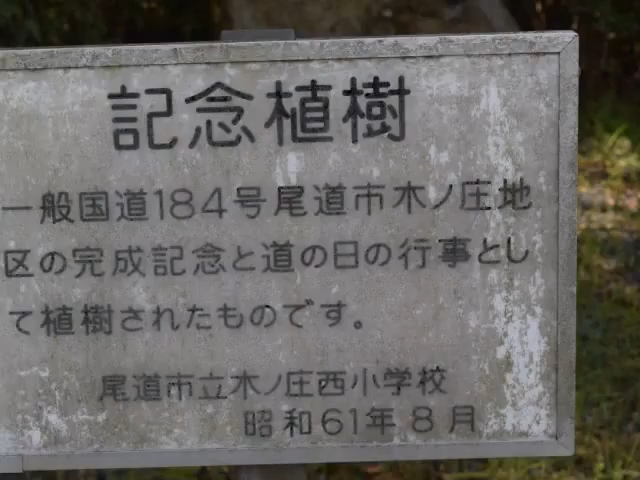 記念植樹
一般国道184号尾道市木ノ庄地
区の完成記念と道の日の行事とし
て植樹されたものです。
尾道市立木ノ庄西小学校
昭和61年8月